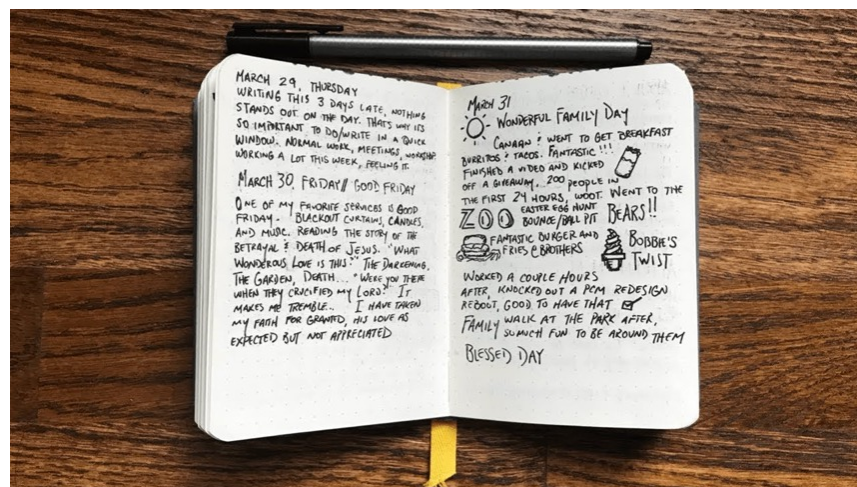 MARCH 29, THURSDAY
WRITING THIS 3 DAYS LATE, NOTHING
STANDS OUT ON THE DAY. THAT'S WHY IT'S
SO IMPORTANT TO DO/WRITE IN A QUICK
WINDOW. NORMAL WORK, MEETINGS, WORKSHOP
WORKING A LOT THIS WEEK, FEELING IT.
MARCH 30, FRIDAY // GOOD FRIDAY
ONE OF MY FAVORITE SERVICES IS GOOD
FRIDAY - BLACKOUT CURTAINS, CANDLES,
AND MUSIC. READING THE STORY OF THE
BETRAYAL & DEATH OF JESUS. "WHAT
WONDEROUS LOVE IS THIS." THE DARKENING.
THE GARDEN, DEATH... "WERE YOU THERE
WHEN THEY CRUCIFIED MY LORD?" IT
MAKES ME TREMBLE.. I HAVE TAKEN
MY FAITH FOR GRANTED, HIS LOVE AS
EXPECTED BUT NOT APPRECIATED
MARCH 31
WONDERFUL FAMILY DAY
CANAAN & WENT TO GET BREAKFAST
BURRITOS & TACOS. FANTASTIC!!!
FINISHED A VIDEO AND KICKED
OFF A GIVEAWAY. 200 PEOPLE IN
THE FIRST 24 HOURS, WOOT. WENT TO THE
ZOO EASTER EGG HUNT
BOUNCE/BALL PIT BEARS!!
FANTASTIC BURGER AND
FRIES @ BROTHERS
BOBBIE'S
TWIST
WORKED A COUPLE HOURS
AFTER, KNOCKED OUT A PCM REDESIGN
REBOUT, GOOD TO HAVE THAT
FAMILY WALK AT THE PARK AFTER,
SO MUCH FUN TO BE AROUND THEM
BLESSED DAY